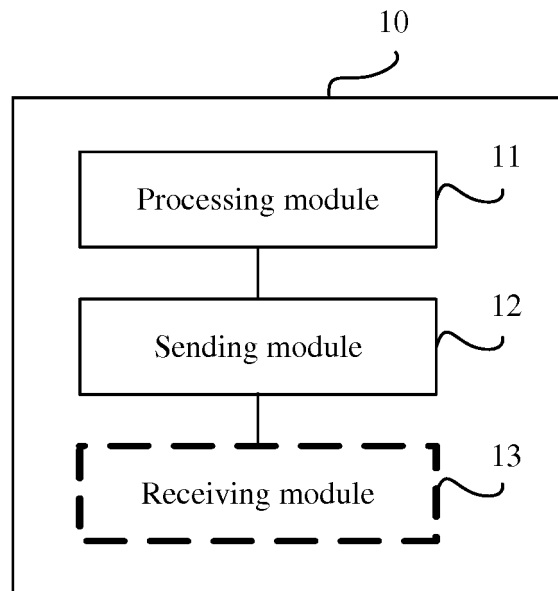 10
11
Processing module
12
Sending module
13
Receiving module